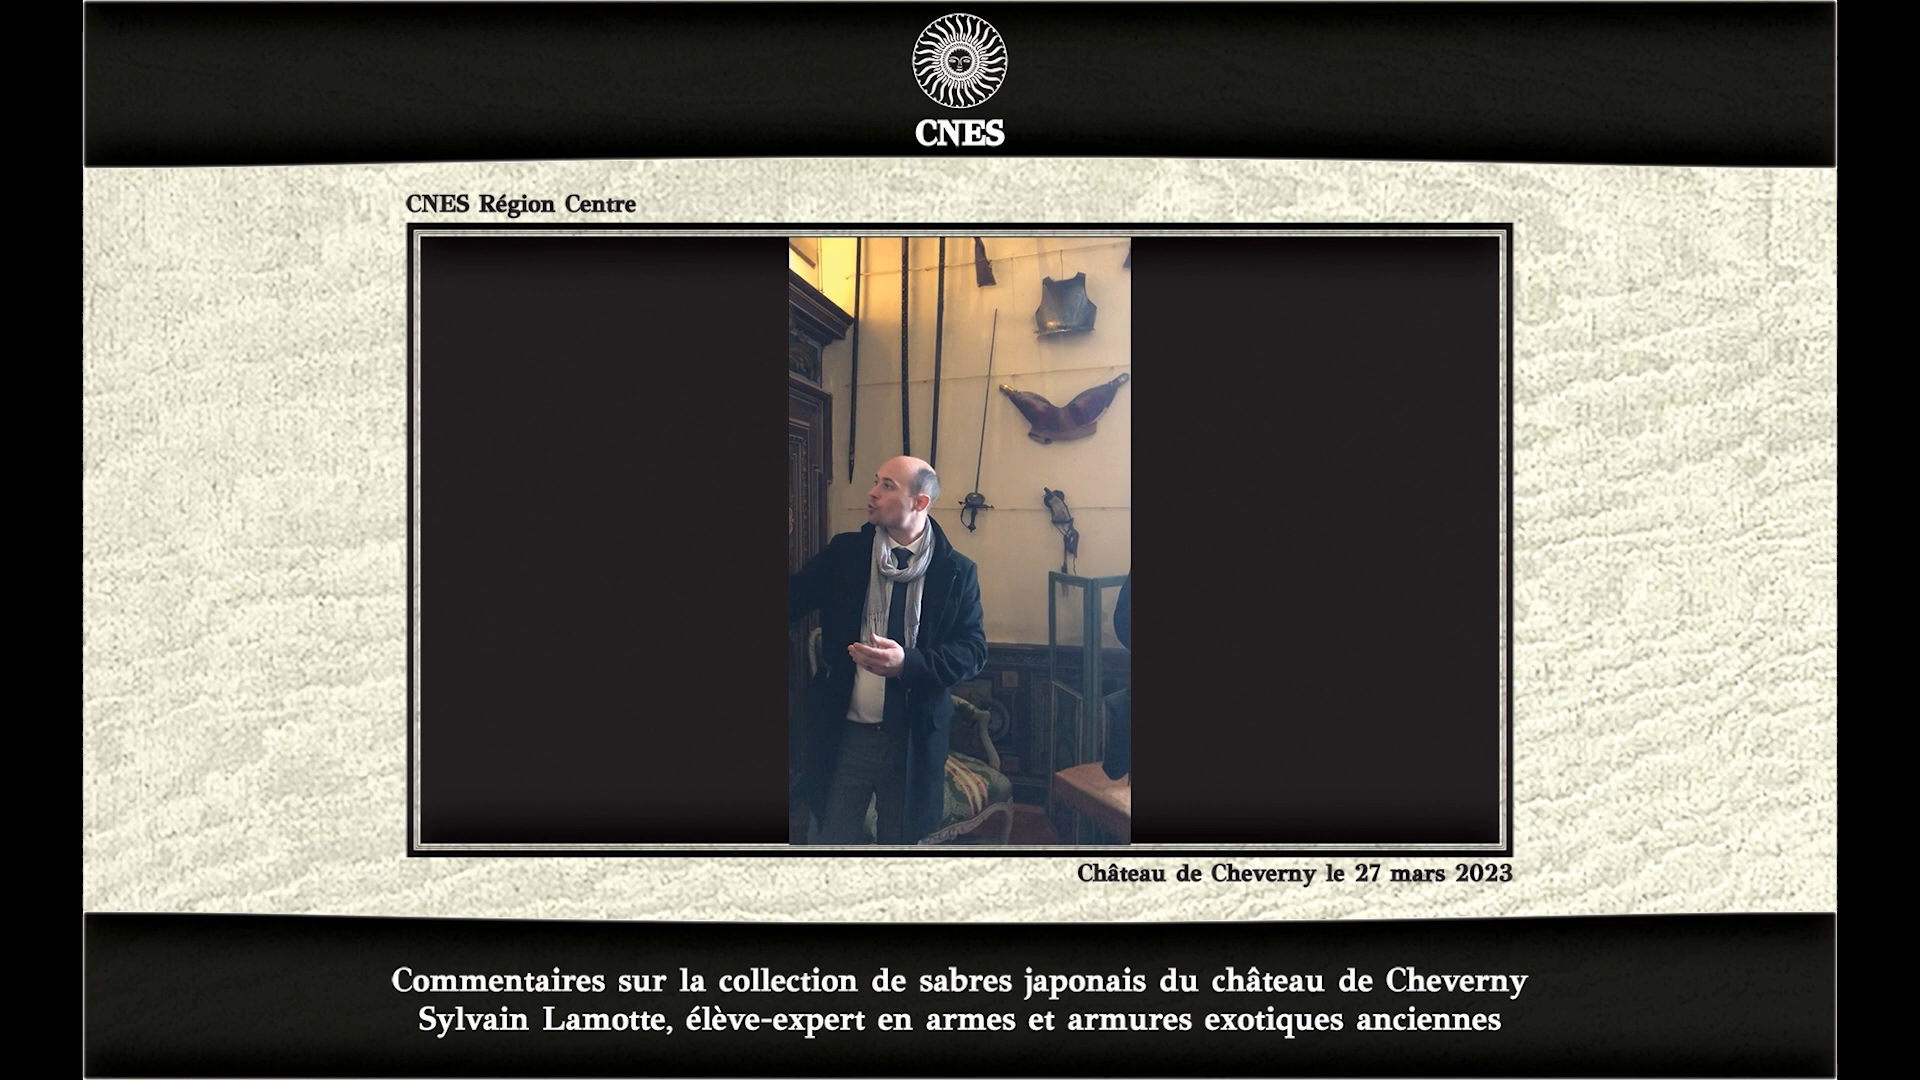 CNES
CNES Région Centre
Château de Cheverny le 27 mars 2023
Commentaires sur la collection de sabres japonais du château de Cheverny
Sylvain Lamotte, élève-expert en armes et armures exotiques anciennes